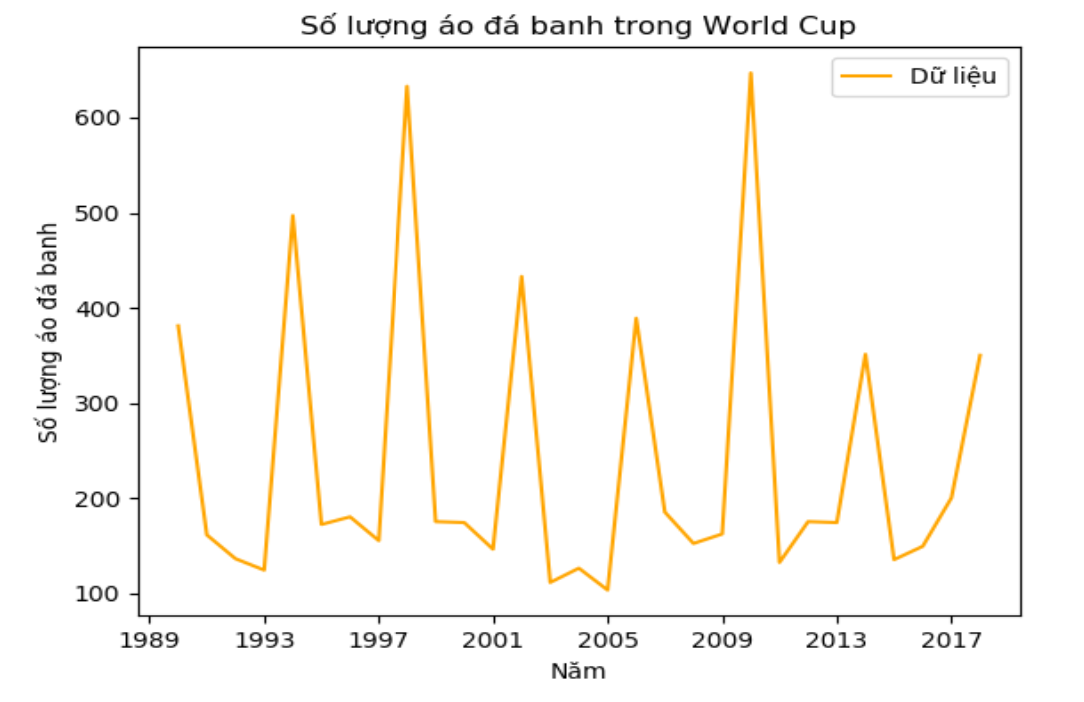 Số lượng áo đá banh trong World Cup
Dữ liệu
Số lượng áo đá banh
600
500
400
300
200
100
1989 1993 1997 2001 2005 2009 2013 2017
Năm